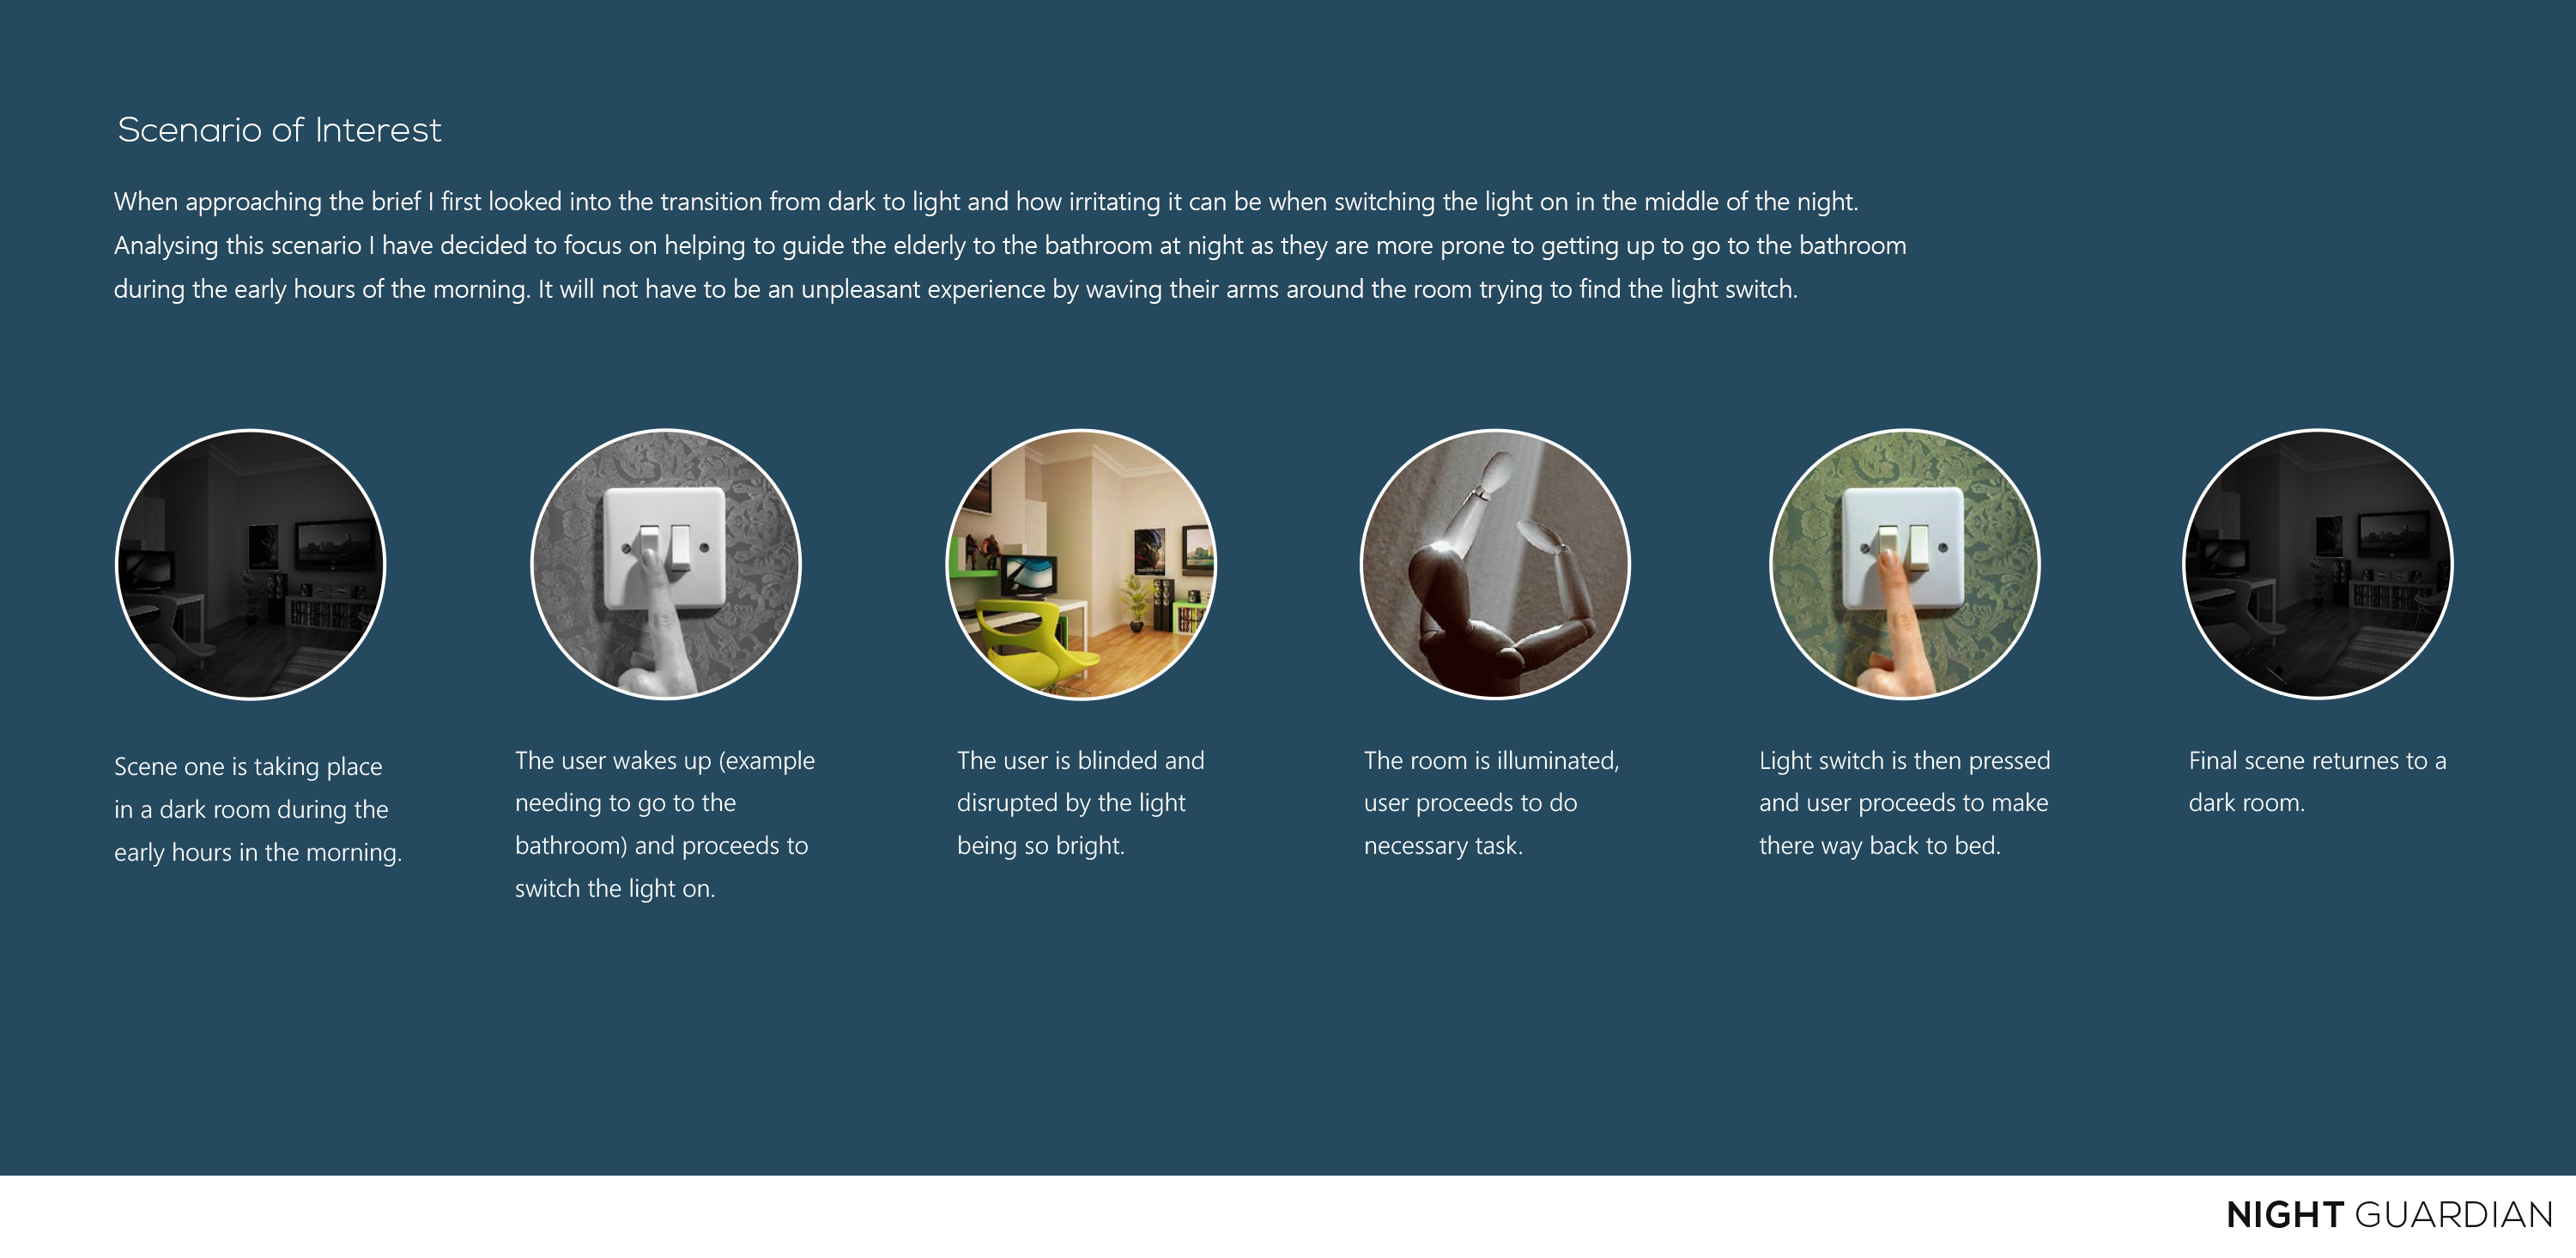 Scenario of Interest
When approaching the brief I first looked into the transition from dark to light and how irritating it can be when switching the light on in the middle of the night.
Analysing this scenario I have decided to focus on helping to guide the elderly to the bathroom at night as they are more prone to getting up to go to the bathroom
during the early hours of the morning. It will not have to be an unpleasant experience by waving their arms around the room trying to find the light switch.
Scene one is taking place
in a dark room during the
early hours in the morning.
The user wakes up (example
needing to go to the
bathroom) and proceeds to
switch the light on.
The user is blinded and
disrupted by the light
being so bright.
The room is illuminated,
user proceeds to do
necessary task.
Light switch is then pressed
and user proceeds to make
there way back to bed.
Final scene returnes to a
dark room.
NIGHT GUARDIAN